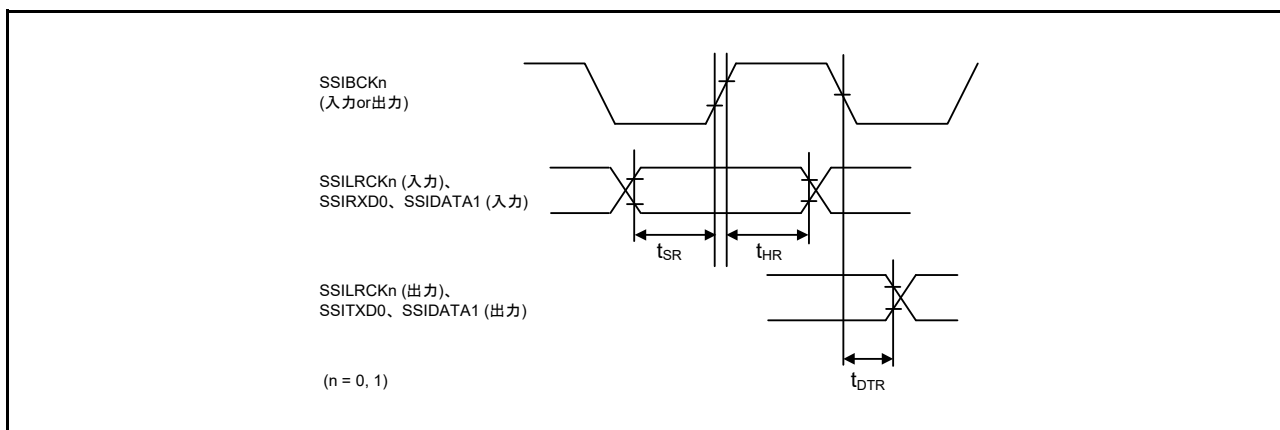 SSIBCKn
(入力or出力)
SSILRCKn (入力)、
SSIRXD0、SSIDATA1 (入力)
tSR
tHR
SSILRCKn (出力)、
SSITXD0、SSIDATA1 (出力)
tDTR
(n = 0, 1)